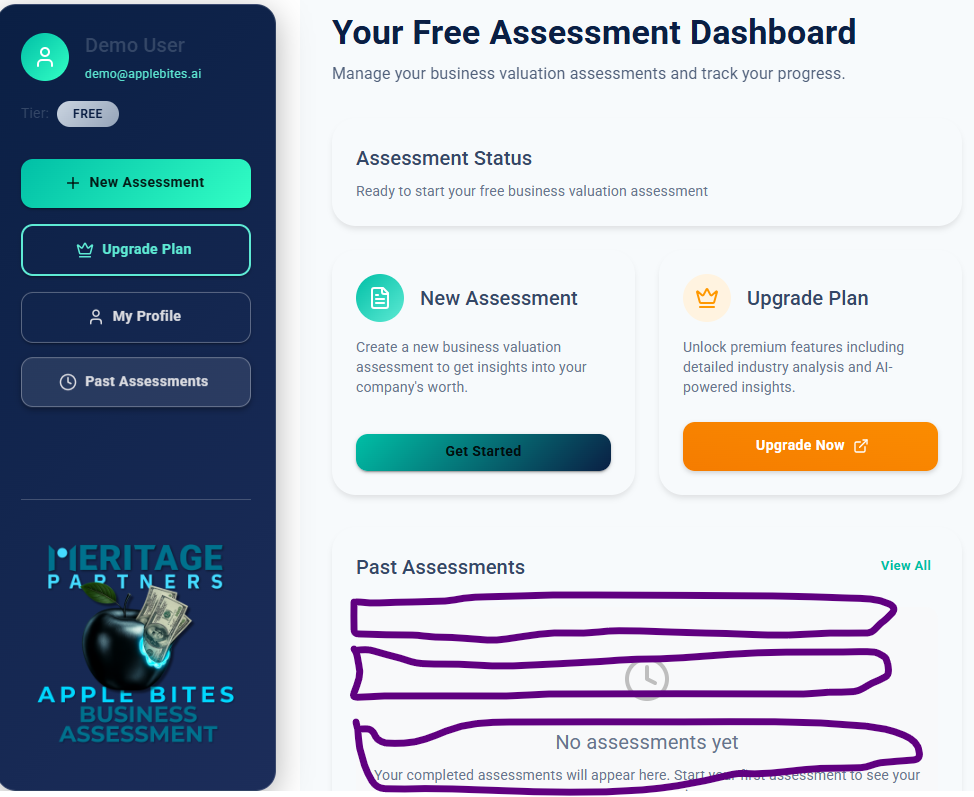 Demo User
demo@applebites.ai
Tier: FREE
New Assessment
Upgrade Plan
My Profile
Past Assessments
MERITAGE
PARTNERS
APPLE BITES
BUSINESS
ASSESSMENT
Your Free Assessment Dashboard
Manage your business valuation assessments and track your progress.
Assessment Status
Ready to start your free business valuation assessment
New Assessment
Create a new business valuation
assessment to get insights into your
company's worth.
Get Started
Upgrade Plan
Unlock premium features including
detailed industry analysis and AI-
powered insights.
Upgrade Now
Past Assessments
View All
No assessments yet
Your completed assessments will appear here. Start your first assessment to see your